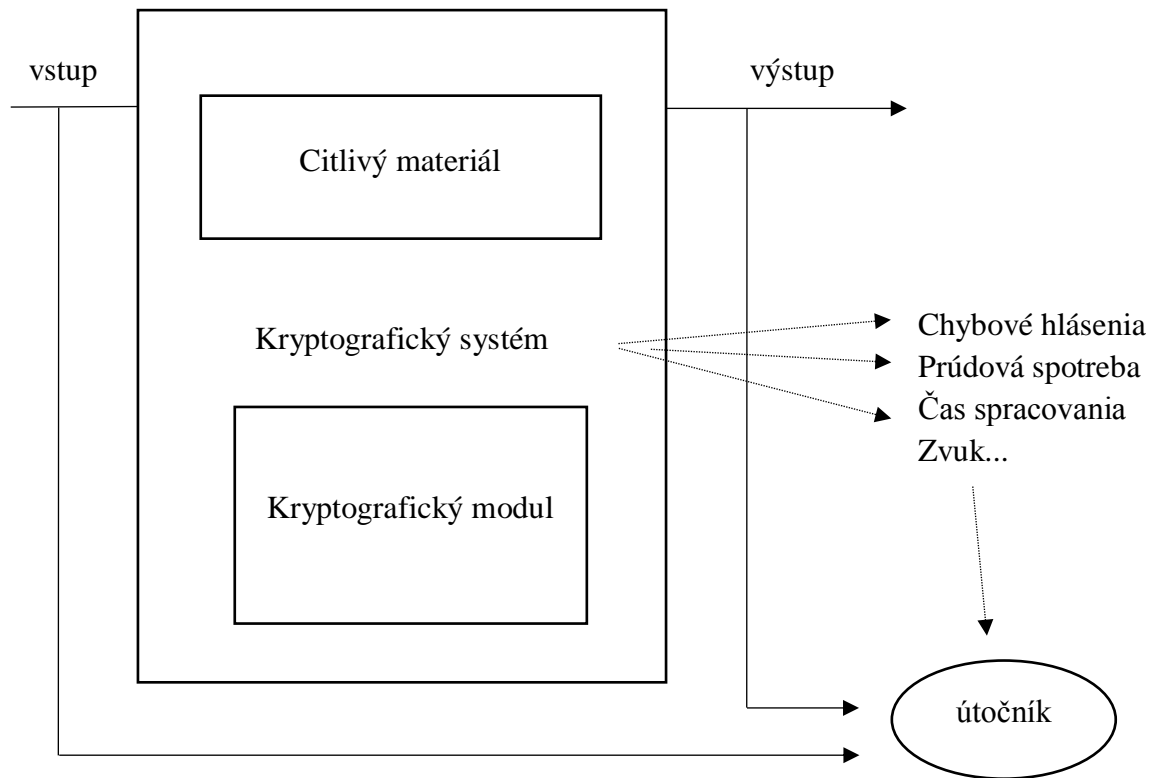 vstup
výstup
Citlivý materiál
Kryptografický systém
Chybové hlásenia
Prúdová spotreba
Čas spracovania
Zvuk...
Kryptografický modul
útočník